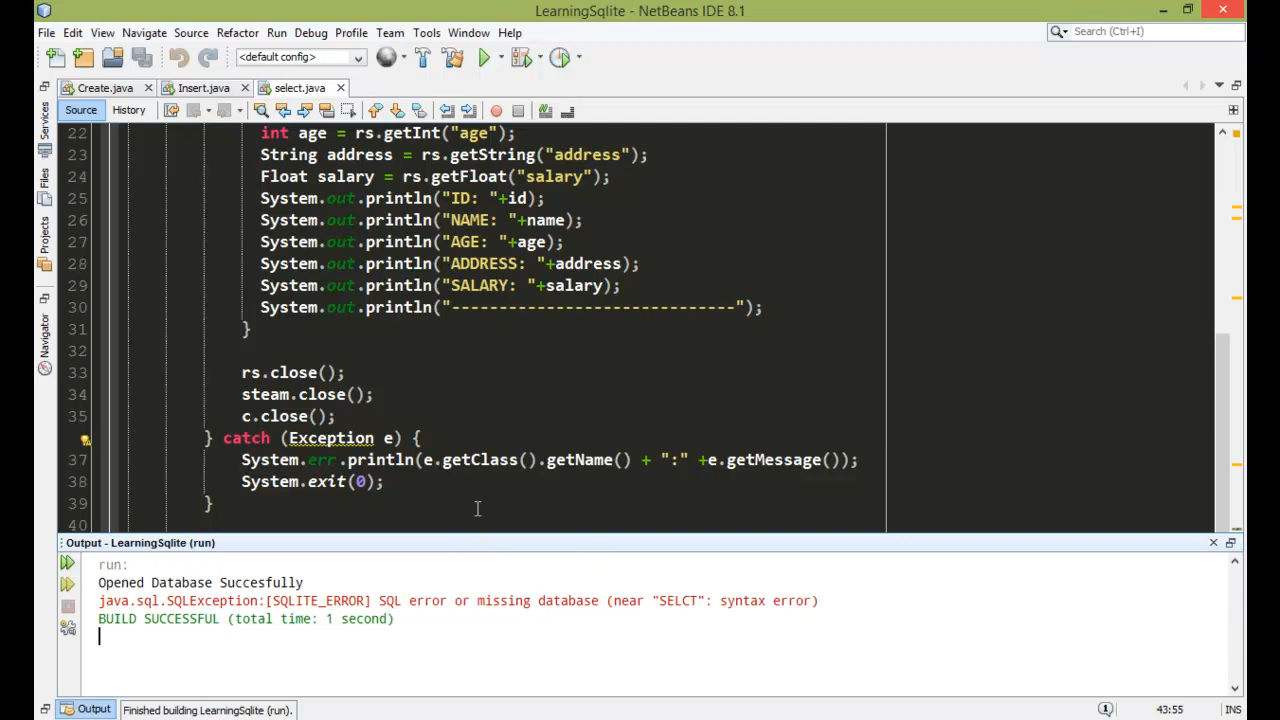 LearningSqlite - NetBeans IDE 8.1
File Edit View Navigate Source Refactor Run Debug Profile Team Tools Window Help
Search (Ctrl+I)
<default config>
Create.java Insert.java select.java
Source History
Services
Files
Projects
Navigator
22 int age = rs.getInt("age");
23 String address = rs.getString("address");
24 Float salary = rs.getFloat("salary");
25 System.out.println("ID: "+id);
26 System.out.println("NAME: "+name);
27 System.out.println("AGE: "+age);
28 System.out.println("ADDRESS: "+address);
29 System.out.println("SALARY: "+salary);
30 System.out.println("------------------------------");
31 }
32
33 rs.close();
34 steam.close();
35 c.close();
} catch (Exception e) {
37 System.err.println(e.getClass().getName() + ":" +e.getMessage());
38 System.exit(0);
39 }
40
Output - LearningSqlite (run)
run:
Opened Database Succesfully
java.sql.SQLException:[SQLITE_ERROR] SQL error or missing database (near "SELCT": syntax error)
BUILD SUCCESSFUL (total time: 1 second)
Output Finished building LearningSqlite (run). 43:55 INS